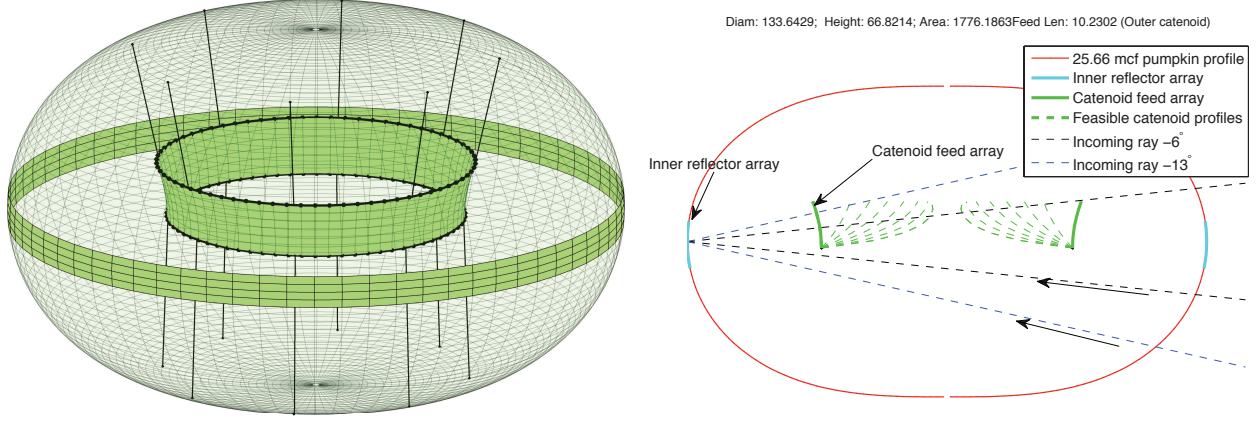 Diam: 133.6429; Height: 66.8214; Area: 1776.1863Feed Len: 10.2302 (Outer catenoid)
25.66 mcf pumpkin profile
Inner reflector array
Catenoid feed array
Feasible catenoid profiles
Incoming ray −6°
Incoming ray −13°
Catenoid feed array
Inner reflector array